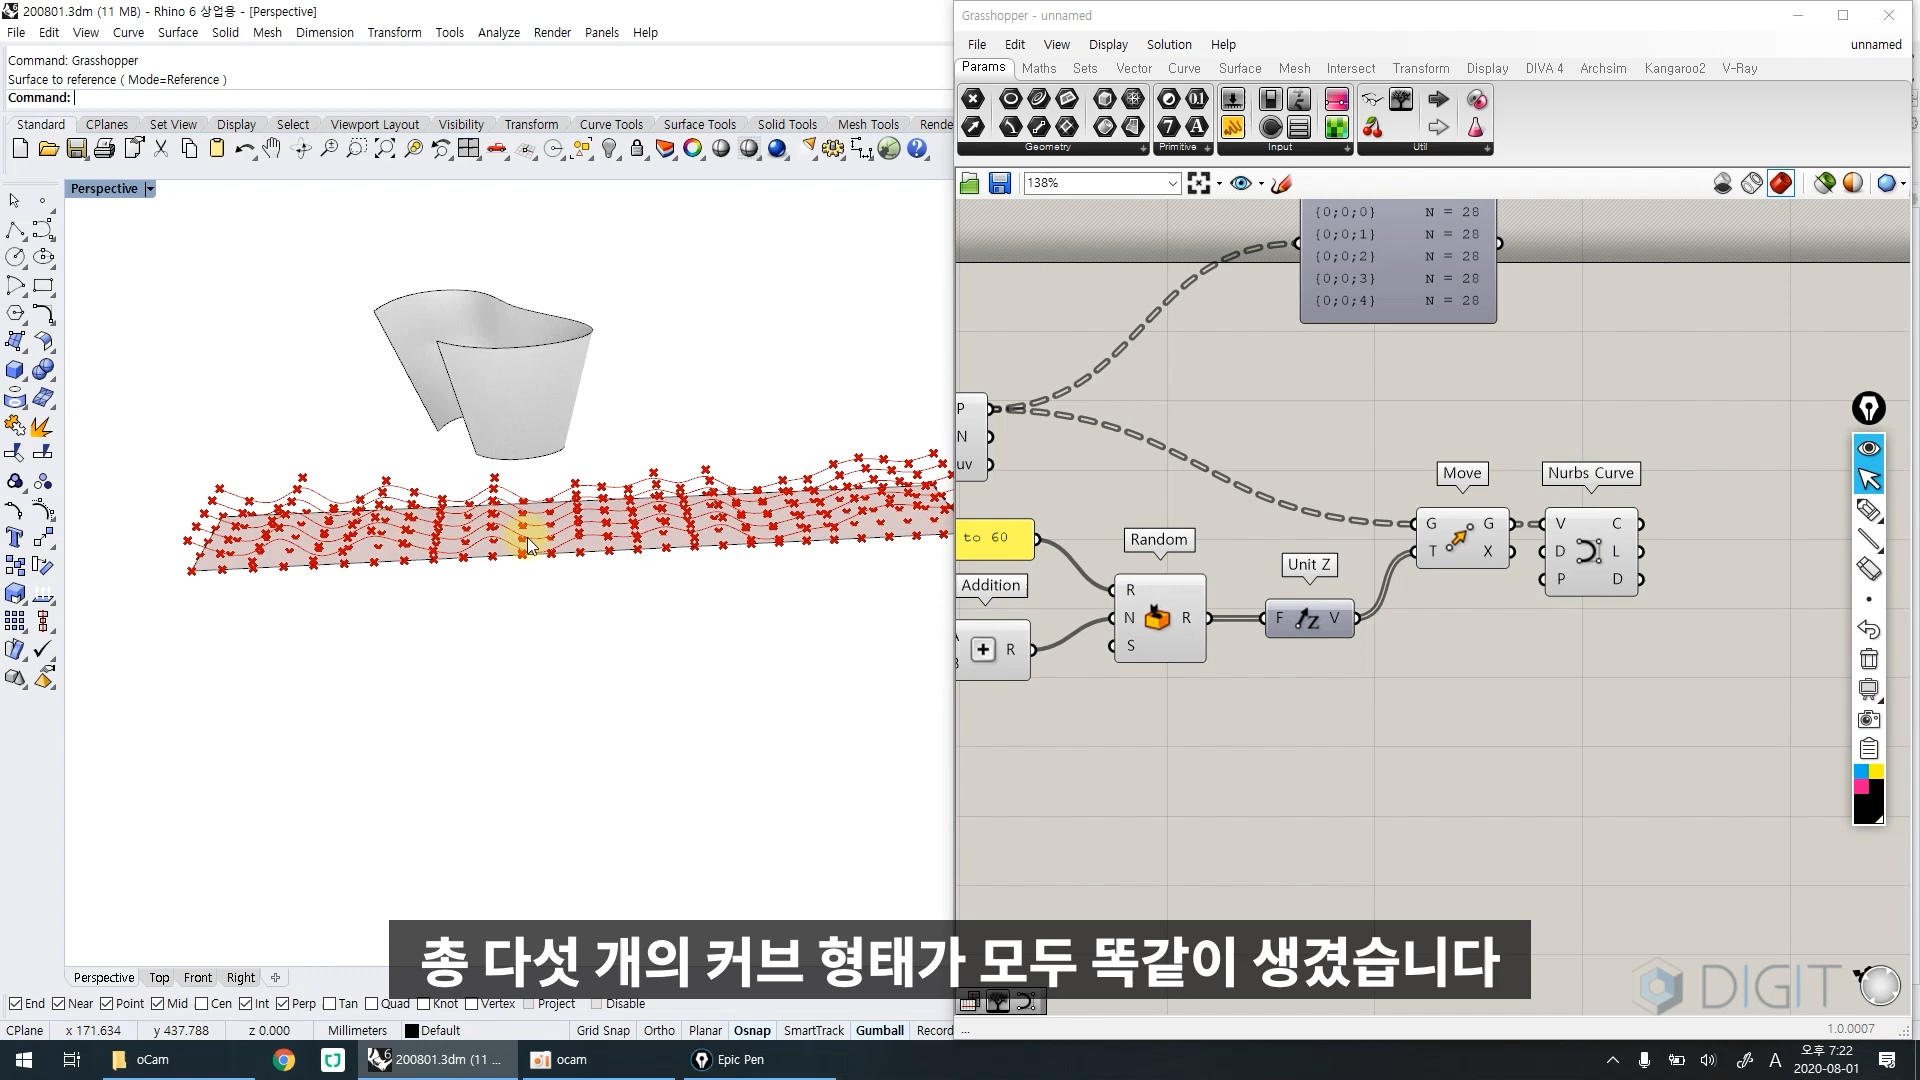 200801.3dm (11 MB) - Rhino 6 상업용 - [Perspective]
File Edit View Curve Surface Solid Mesh Dimension Transform Tools Analyze Render Panels Help
Command: Grasshopper
Surface to reference ( Mode=Reference )
Command:
Standard CPlanes Set View Display Select Viewport Layout Visibility Transform Curve Tools Surface Tools Solid Tools Mesh Tools Rende
Perspective
Grasshopper - unnamed
File Edit View Display Solution Help unnamed
Params Maths Sets Vector Curve Surface Mesh Intersect Transform Display DIVA 4 Archsim Kangaroo2 V-Ray
Geometry Primitive Input Util
138%
{0;0;0} N = 28
{0;0;1} N = 28
{0;0;2} N = 28
{0;0;3} N = 28
{0;0;4} N = 28
P
N
uv
to 60
Addition
R
Random
R
N R
S
Unit Z
F Z V
Move
G G
T X
Nurbs Curve
V C
D L
P D
총 다섯 개의 커브 형태가 모두 똑같이 생겼습니다
DIGIT
Perspective Top Front Right
End Near Point Mid Cen Int Perp Tan Quad Knot Vertex Project Disable
CPlane x 171.634 y 437.788 z 0.000 Millimeters Default Grid Snap Ortho Planar Osnap SmartTrack Gumball Record
... 1.0.0007
oCam 200801.3dm (11 ... ocam Epic Pen A 오후 7:22
2020-08-01